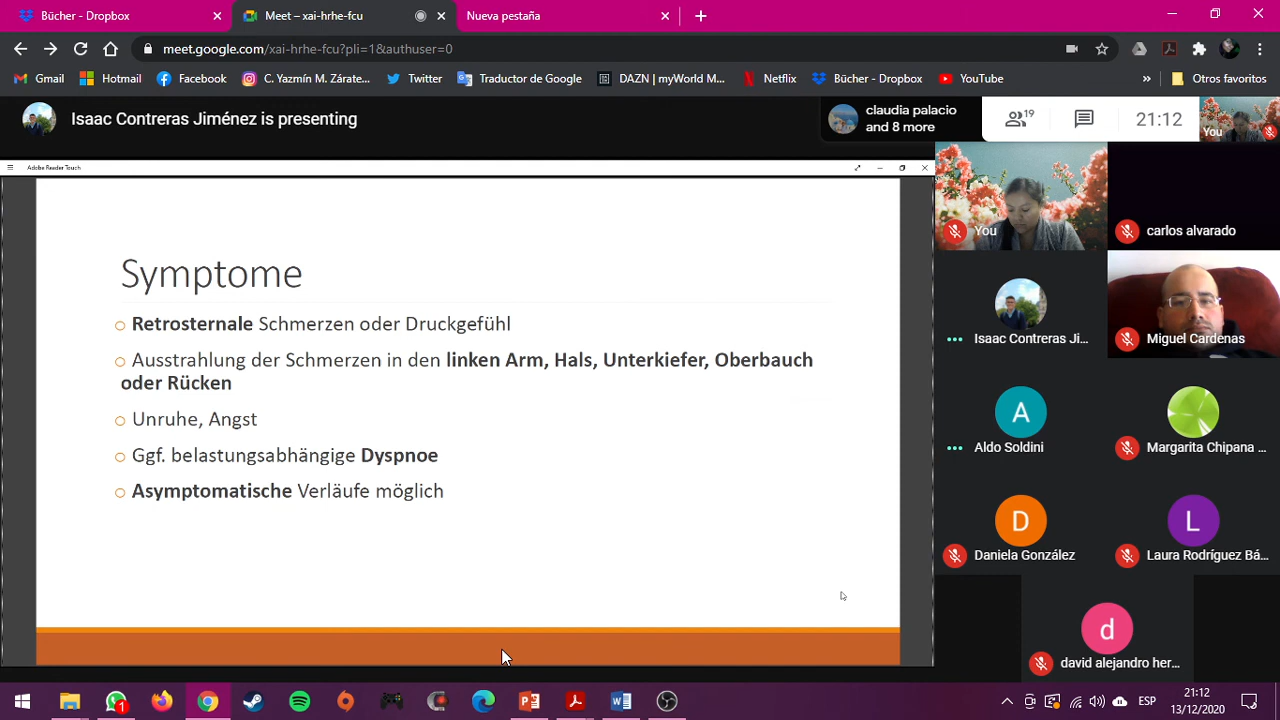 Bücher - Dropbox
Meet – xai-hrhe-fcu
Nueva pestaña
meet.google.com/xai-hrhe-fcu?pli=1&authuser=0
Gmail
Hotmail
Facebook
C. Yazmín M. Zárate...
Twitter
Traductor de Google
DAZN | myWorld M...
Netflix
Bücher - Dropbox
YouTube
»
Otros favoritos
Isaac Contreras Jiménez is presenting
claudia palacio
and 8 more
19
21:12
You
Adobe Reader Touch
Symptome
Retrosternale Schmerzen oder Druckgefühl
Ausstrahlung der Schmerzen in den linken Arm, Hals, Unterkiefer, Oberbauch
oder Rücken
Unruhe, Angst
Ggf. belastungsabhängige Dyspnoe
Asymptomatische Verläufe möglich
You
carlos alvarado
Isaac Contreras Ji...
Miguel Cardenas
A
Aldo Soldini
Margarita Chipana ...
D
Daniela González
L
Laura Rodríguez Bá...
d
david alejandro her...
1
ESP
21:12
13/12/2020